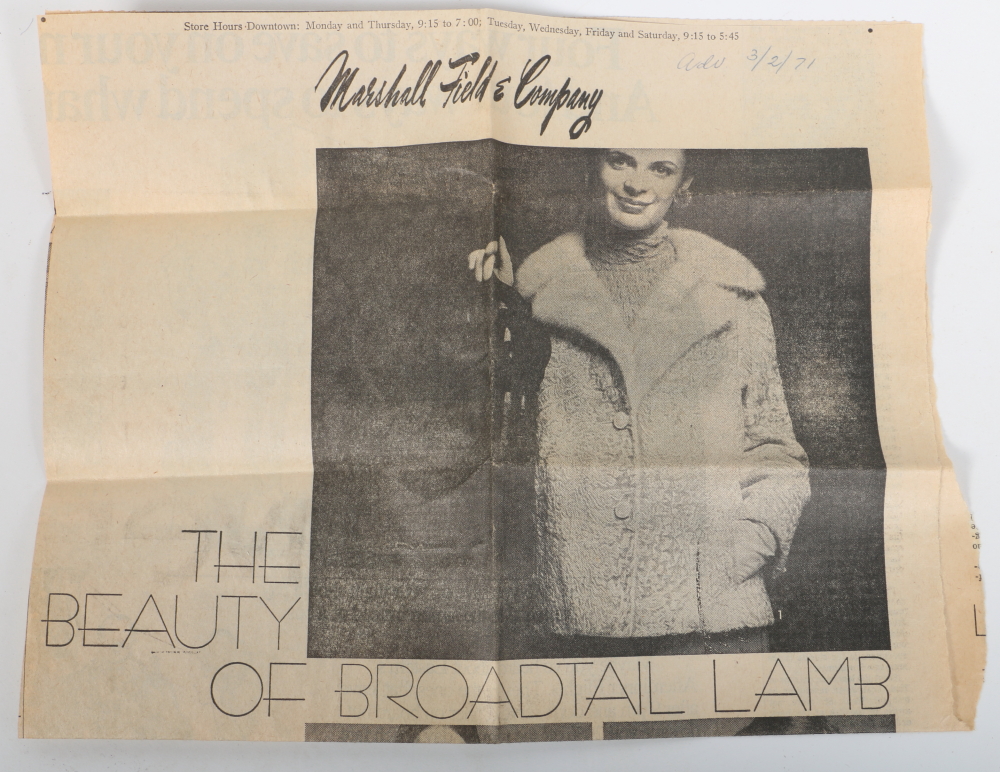 Store Hours Downtown: Monday and Thursday, 9:15 to 7:00; Tuesday, Wednesday, Friday and Saturday, 9:15 to 5:45
3/2/71
Marshall Field & Company
THE
BEAUTY
OF BROADTAIL LAMB